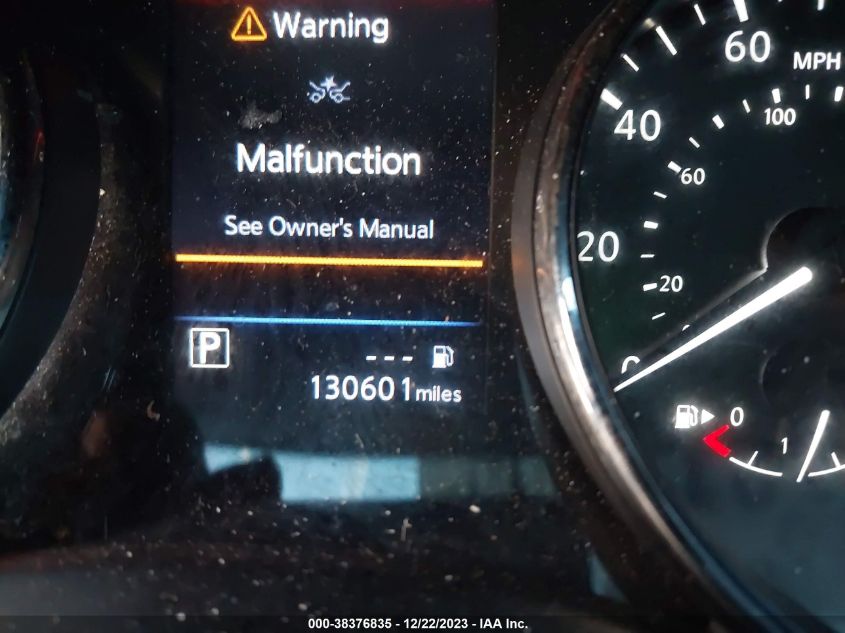 Warning
Malfunction
See Owner's Manual
P
---
130601 miles
60
MPH
40
100
60
20
20
0
0
1
000-38376835 - 12/22/2023 - IAA Inc.